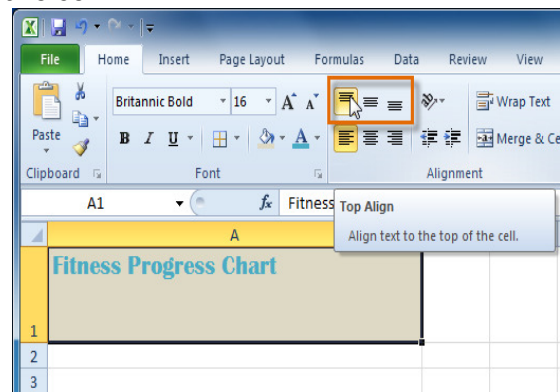 File Home Insert Page Layout Formulas Data Review View
Britannic Bold 16 A A Wrap Text
Paste B I U A Merge & Ce
Clipboard Font Alignment
A1 fx Fitness
Top Align
Align text to the top of the cell.
A
Fitness Progress Chart
1
2
3